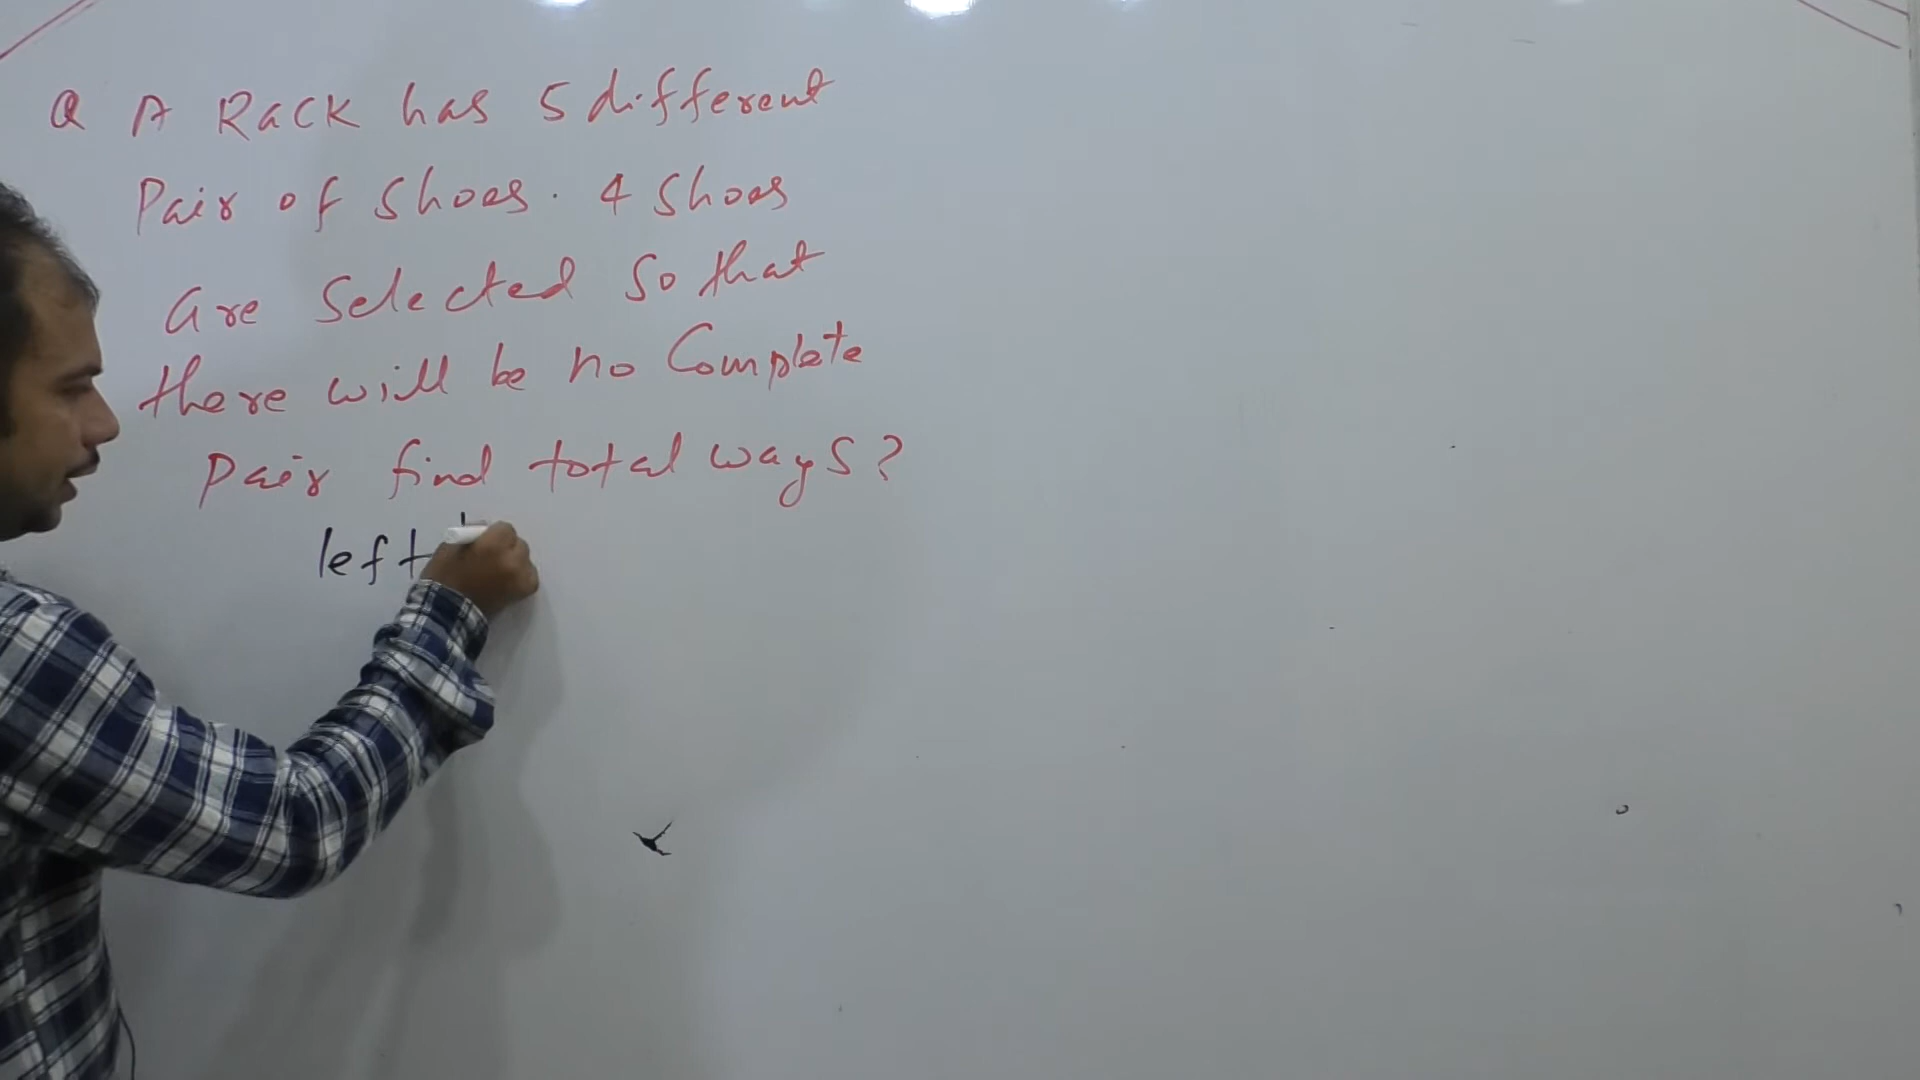 Q A Rack has 5 different
Pair of Shoes. 4 Shoes
are Selected So that
there will be no Complete
Pair find total ways?
left